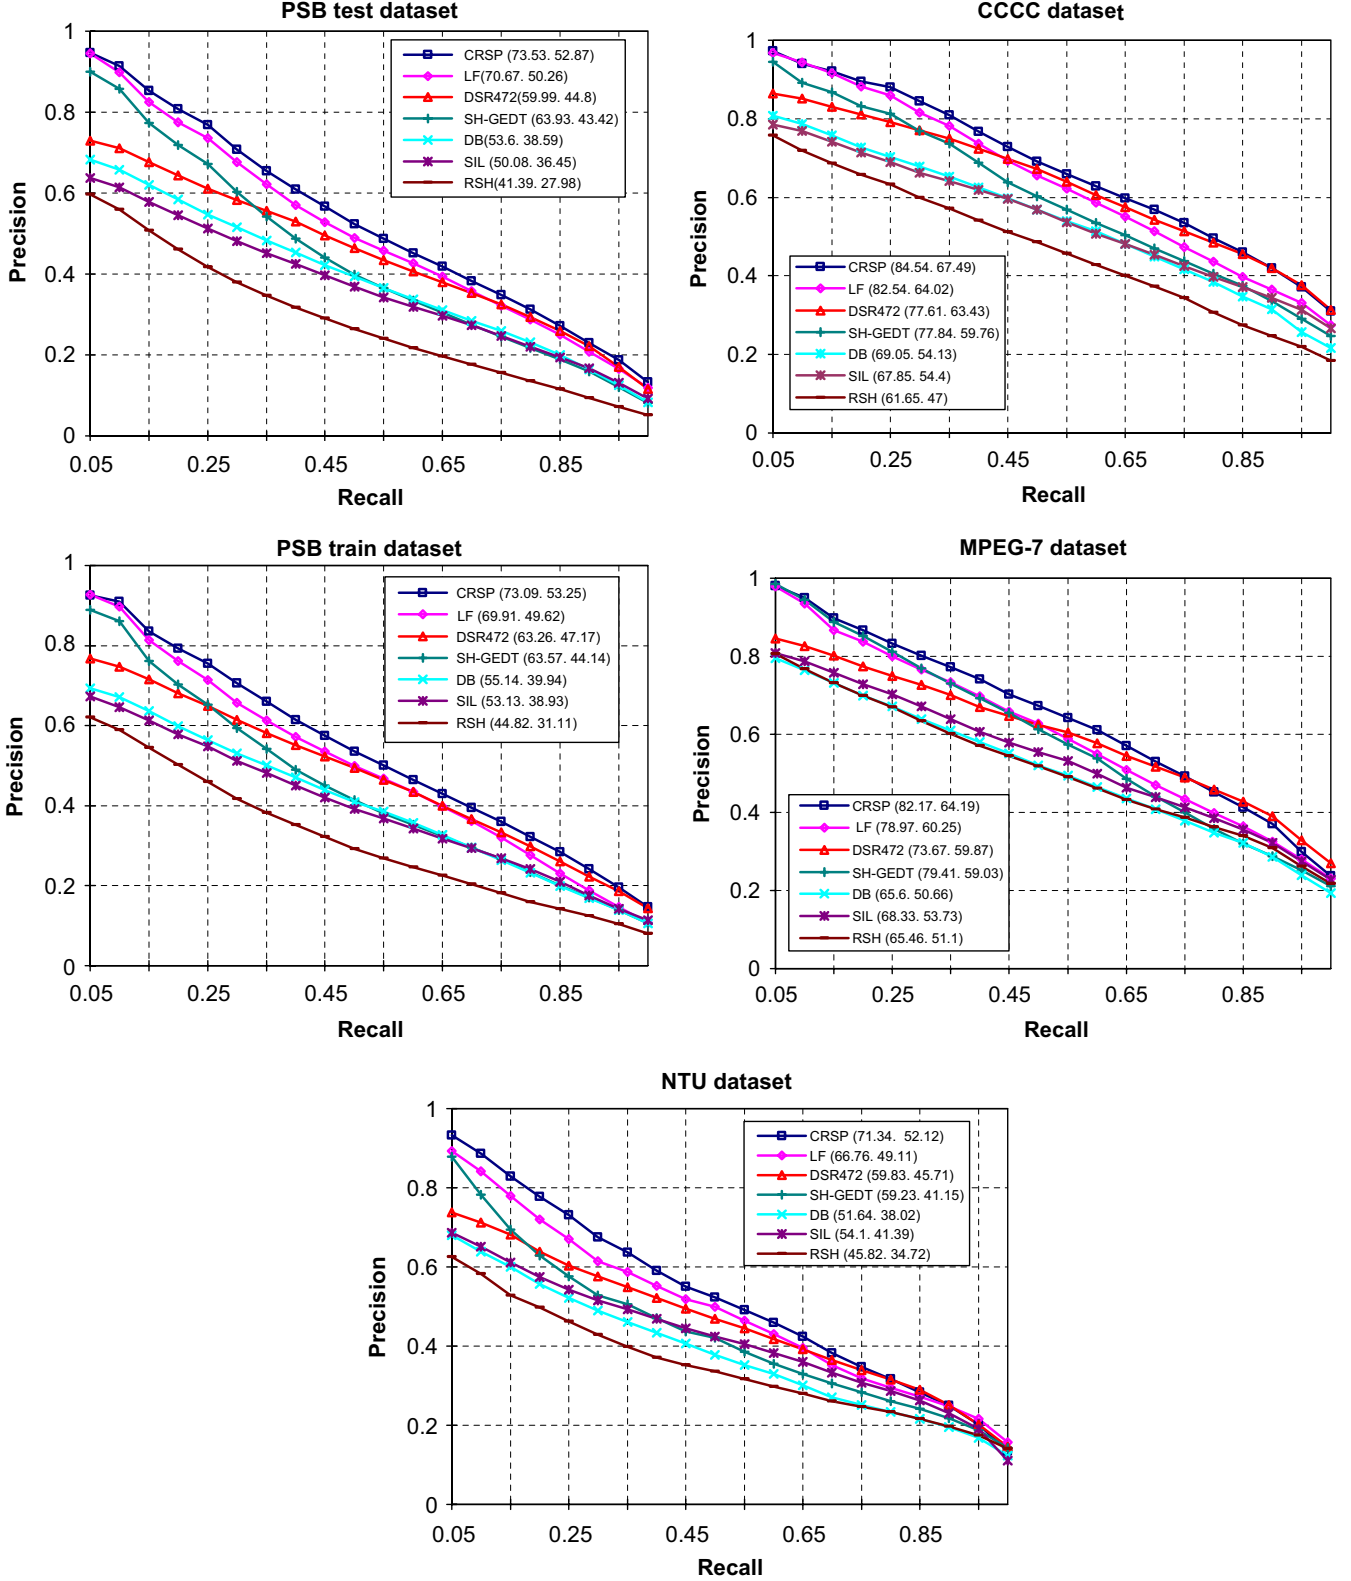 PSB test dataset
1
0.8
0.6
0.4
0.2
0
Precision
CRSP (73.53. 52.87)
LF(70.67. 50.26)
DSR472(59.99. 44.8)
SH-GEDT (63.93. 43.42)
DB(53.6. 38.59)
SIL (50.08. 36.45)
RSH(41.39. 27.98)
0.05 0.25 0.45 0.65 0.85
Recall
CCCC dataset
1
0.8
0.6
0.4
0.2
0
Precision
CRSP (84.54. 67.49)
LF (82.54. 64.02)
DSR472 (77.61. 63.43)
SH-GEDT (77.84. 59.76)
DB (69.05. 54.13)
SIL (67.85. 54.4)
RSH (61.65. 47)
0.05 0.25 0.45 0.65 0.85
Recall
PSB train dataset
1
0.8
0.6
0.4
0.2
0
Precision
CRSP (73.09. 53.25)
LF (69.91. 49.62)
DSR472 (63.26. 47.17)
SH-GEDT (63.57. 44.14)
DB (55.14. 39.94)
SIL (53.13. 38.93)
RSH (44.82. 31.11)
0.05 0.25 0.45 0.65 0.85
Recall
MPEG-7 dataset
1
0.8
0.6
0.4
0.2
0
Precision
CRSP (82.17. 64.19)
LF (78.97. 60.25)
DSR472 (73.67. 59.87)
SH-GEDT (79.41. 59.03)
DB (65.6. 50.66)
SIL (68.33. 53.73)
RSH (65.46. 51.1)
0.05 0.25 0.45 0.65 0.85
Recall
NTU dataset
1
0.8
0.6
0.4
0.2
0
Precision
CRSP (71.34. 52.12)
LF (66.76. 49.11)
DSR472 (59.83. 45.71)
SH-GEDT (59.23. 41.15)
DB (51.64. 38.02)
SIL (54.1. 41.39)
RSH (45.82. 34.72)
0.05 0.25 0.45 0.65 0.85
Recall